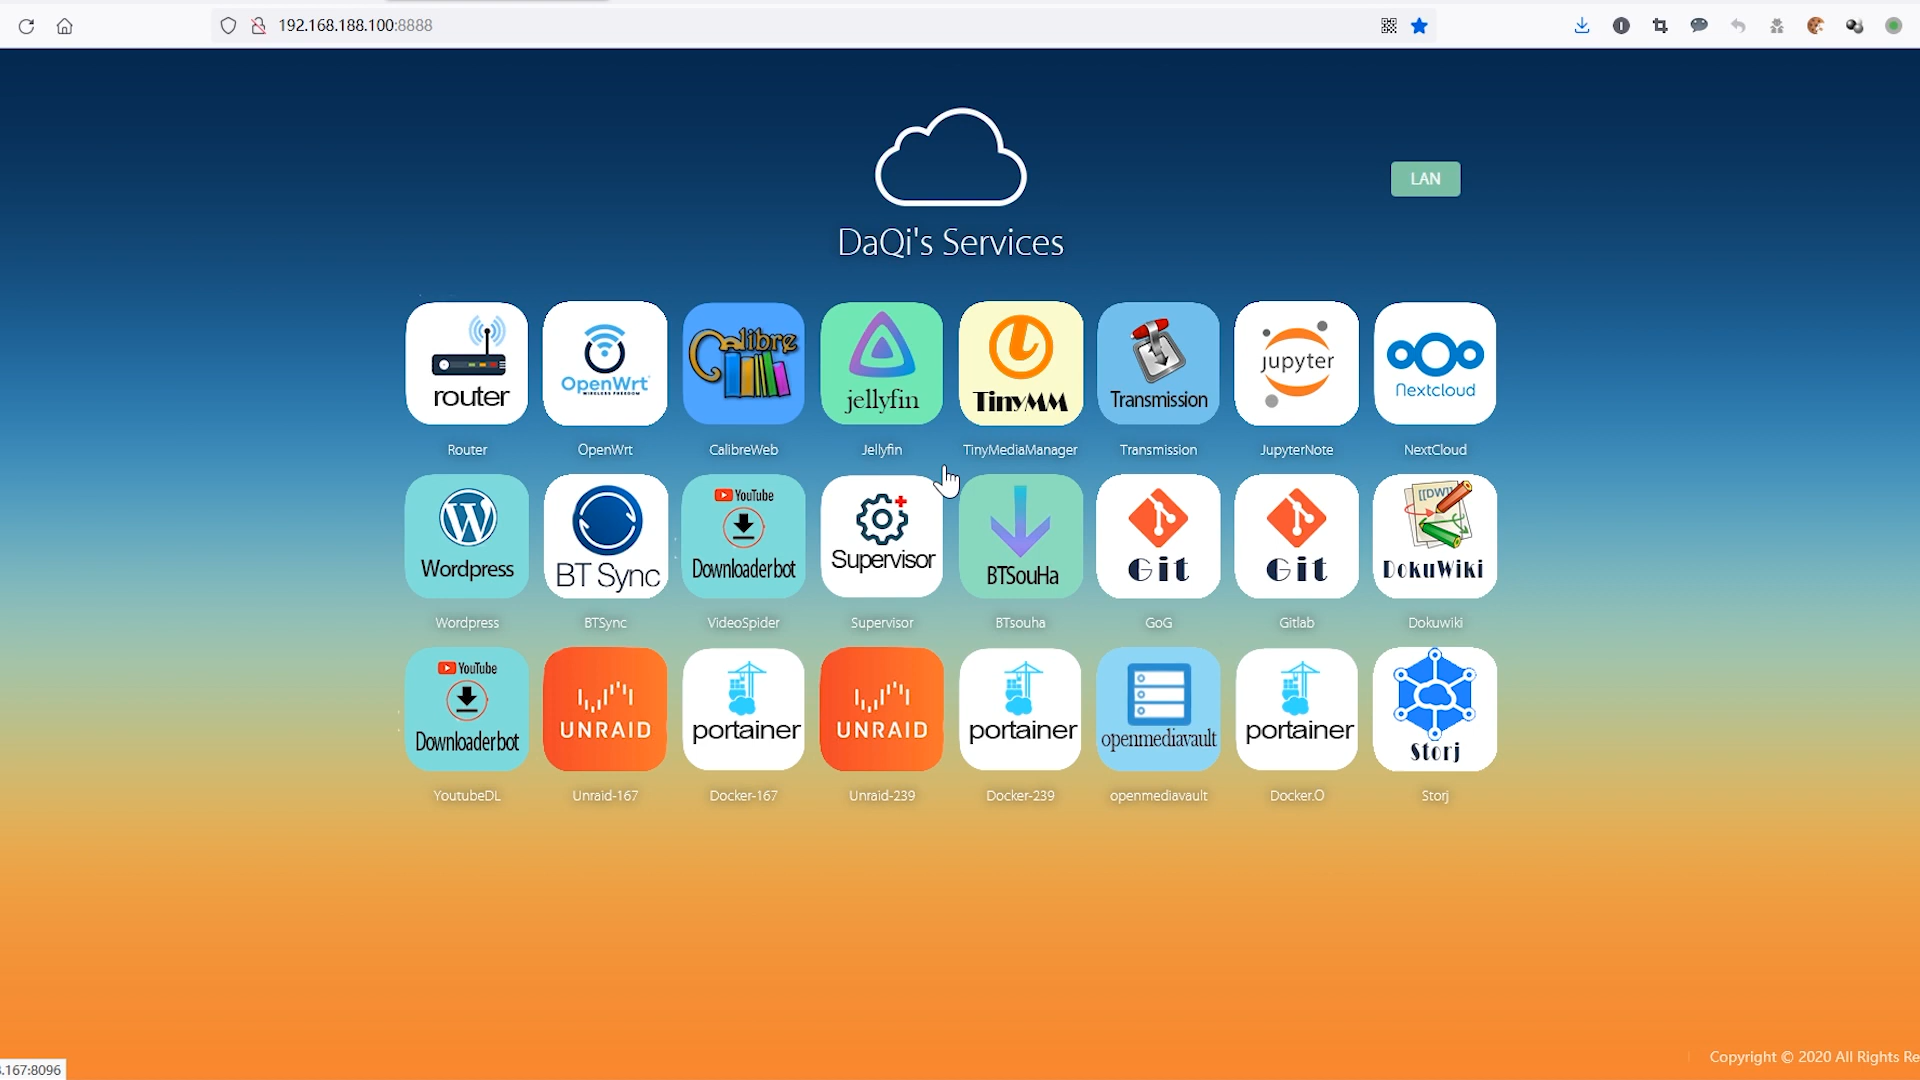 192.168.188.100:8888
LAN
DaQi's Services
router
OpenWrt
WIRELESS FREEDOM
Calibre
jellyfin
TinyMM
Transmission
jupyter
Nextcloud
Router
OpenWrt
CalibreWeb
Jellyfin
TinyMediaManager
Transmission
JupyterNote
NextCloud
Wordpress
BT Sync
YouTube
Downloaderbot
Supervisor
BTSouHa
Git
Git
[[DW]]
DokuWiki
Wordpress
BTSync
VideoSpider
Supervisor
BTsouha
GoG
Gitlab
Dokuwiki
YouTube
Downloaderbot
UNRAID
portainer
UNRAID
portainer
openmediavault
portainer
Storj
YoutubeDL
Unraid-167
Docker-167
Unraid-239
Docker-239
openmediavault
Docker.O
Storj
Copyright © 2020 All Rights Re
.167:8096